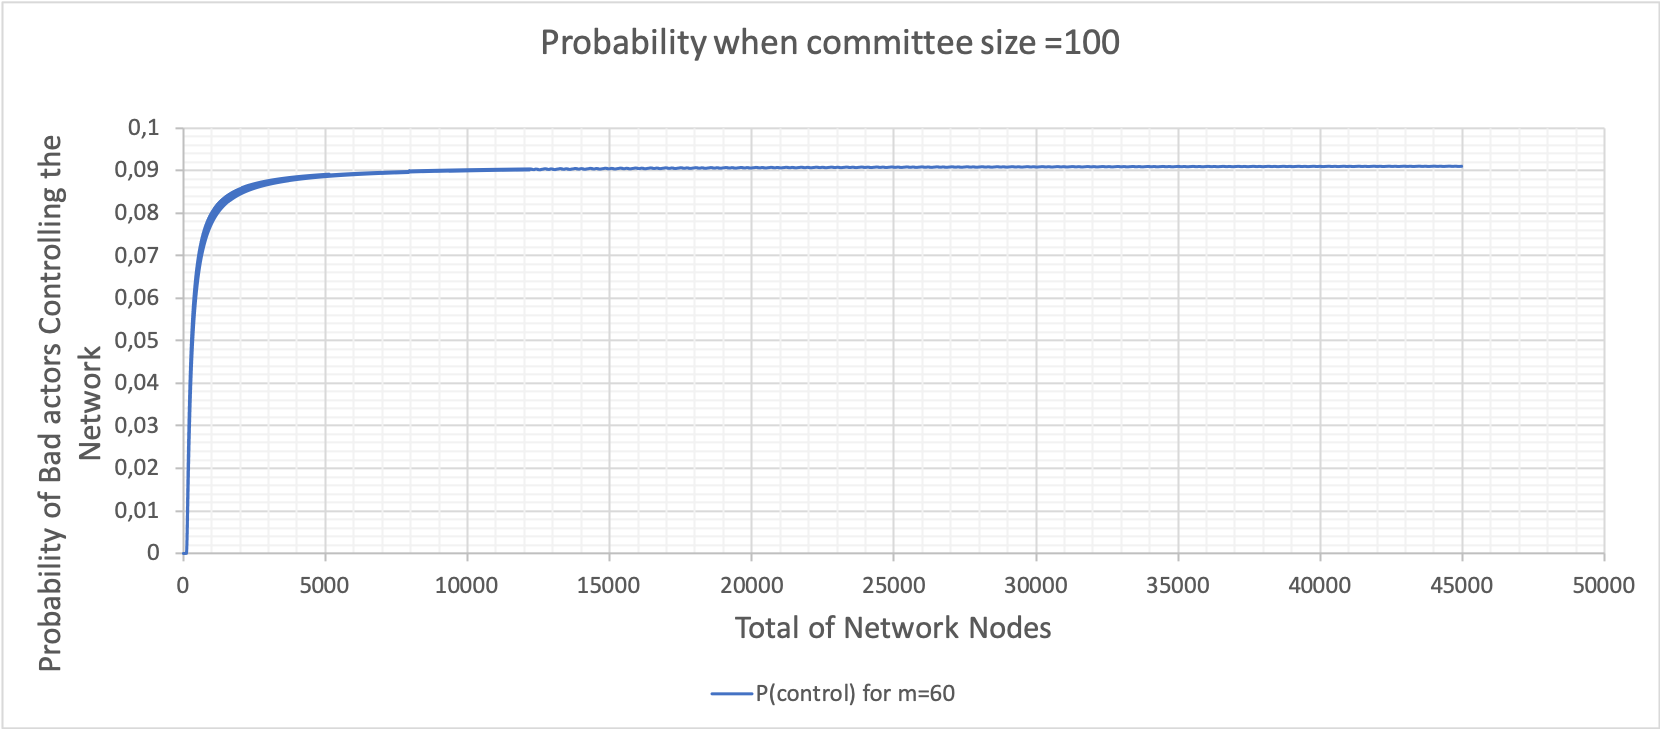 Probability when committee size =100
Probability of Bad actors Controlling the
Network
0,1
0,09
0,08
0,07
0,06
0,05
0,04
0,03
0,02
0,01
0
0 5000 10000 15000 20000 25000 30000 35000 40000 45000 50000
Total of Network Nodes
P(control) for m=60